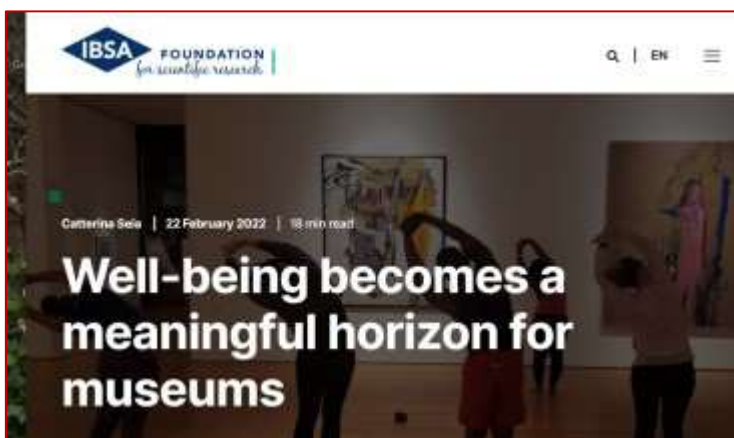 IBSA FOUNDATION
for scientific research
| EN
Catterina Seia | 22 February 2022 | 18 min read
Well-being becomes a
meaningful horizon for
museums